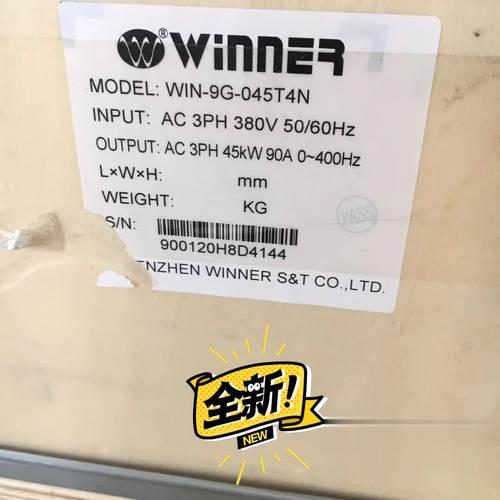 ® WiNNER
MODEL: WIN-9G-045T4N
INPUT: AC 3PH 380V 50/60Hz
OUTPUT: AC 3PH 45kW 90A 0~400Hz
L×W×H: mm
WEIGHT: KG
PASS
S/N:
900120H8D4144
ENZHEN WINNER S&T CO.,LTD.
全新!
NEW